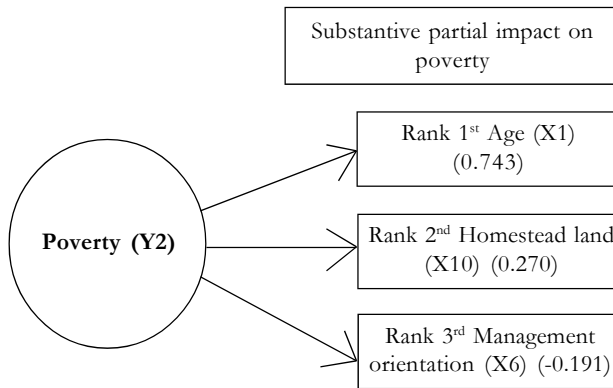 Substantive partial impact on
poverty
Rank 1st Age (X1)
(0.743)
Poverty (Y2)
Rank 2nd Homestead land
(X10) (0.270)
Rank 3rd Management
orientation (X6) (-0.191)